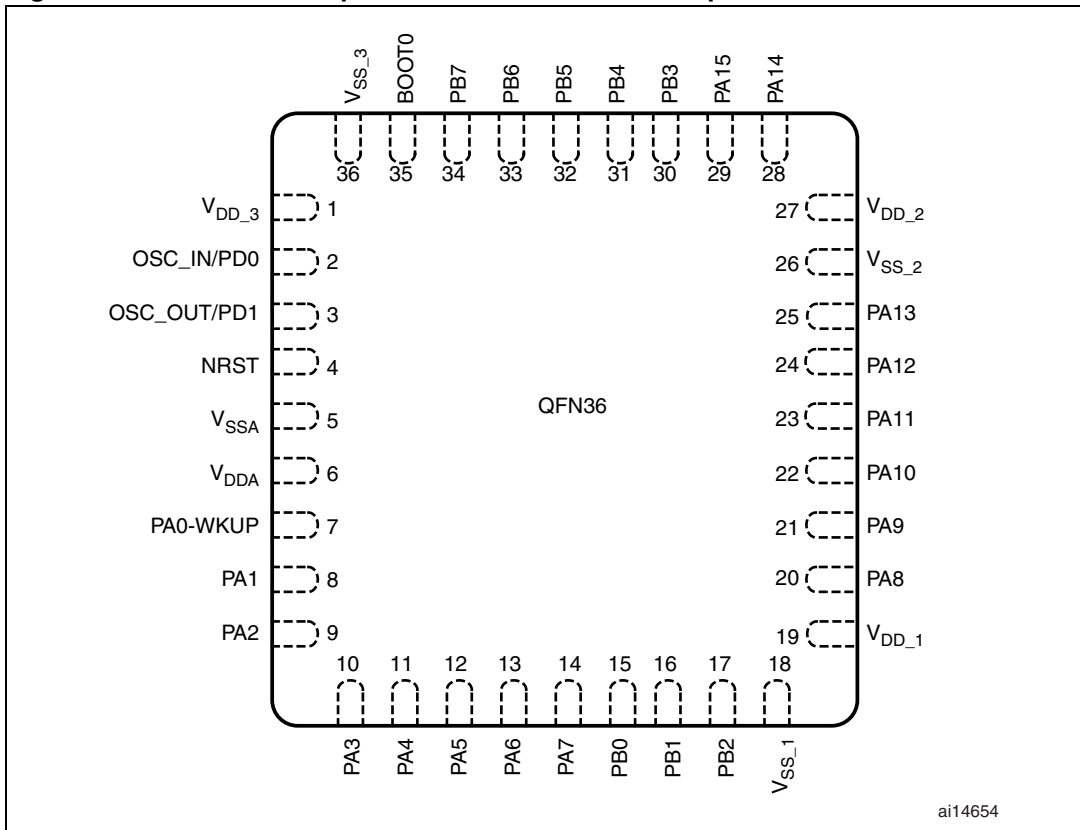 V_SS_3 BOOT0 PB7 PB6 PB5 PB4 PB3 PA15 PA14
36 35 34 33 32 31 30 29 28
V_DD_3 1 27 V_DD_2
OSC_IN/PD0 2 26 V_SS_2
OSC_OUT/PD1 3 25 PA13
NRST 4 24 PA12
V_SSA 5 QFN36 23 PA11
V_DDA 6 22 PA10
PA0-WKUP 7 21 PA9
PA1 8 20 PA8
PA2 9 19 V_DD_1
10 11 12 13 14 15 16 17 18
PA3 PA4 PA5 PA6 PA7 PB0 PB1 PB2 V_SS_1
ai14654